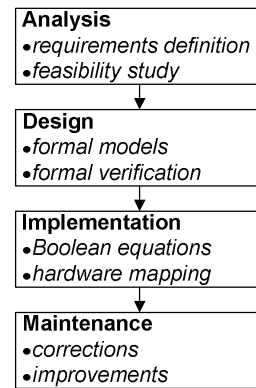 Analysis
•requirements definition
•feasibility study
Design
•formal models
•formal verification
Implementation
•Boolean equations
•hardware mapping
Maintenance
•corrections
•improvements